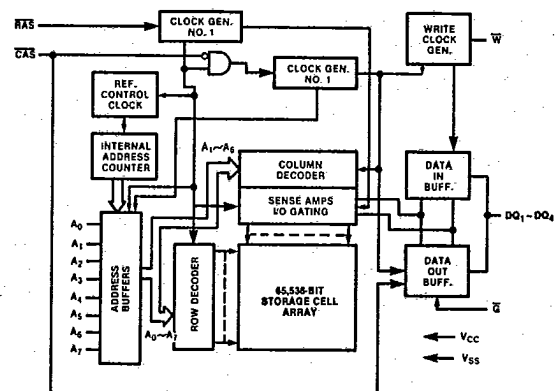 RAS
CLOCK GEN.
NO. 1
WRITE
CLOCK
GEN.
W
CAS
CLOCK GEN.
NO. 1
REF.
CONTROL
CLOCK
INTERNAL
ADDRESS
COUNTER
A1~A6
COLUMN
DECODER
DATA
IN
BUFF.
SENSE AMPS
I/O GATING
DQ1~DQ4
A0
A1
A2
A3
A4
A5
A6
A7
ADDRESS
BUFFERS
A0~A7
ROW DECODER
65,536-BIT
STORAGE CELL
ARRAY
DATA
OUT
BUFF.
G
VCC
VSS